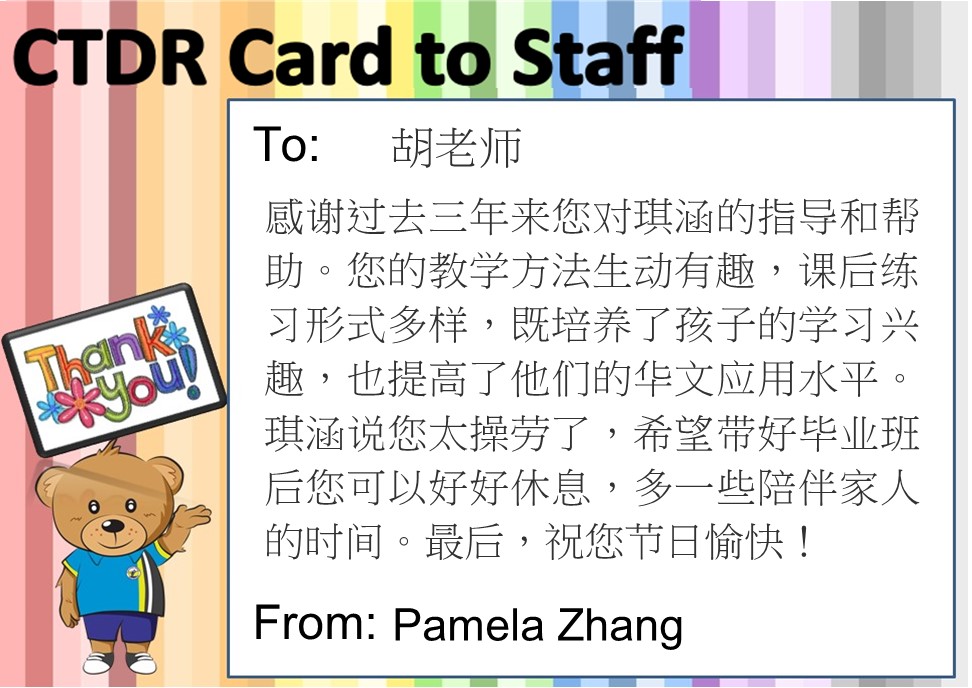 CTDR Card to Staff
To: 胡老师
感谢过去三年来您对琪涵的指导和帮
助。您的教学方法生动有趣，课后练
习形式多样，既培养了孩子的学习兴
趣，也提高了他们的华文应用水平。
琪涵说您太操劳了，希望带好毕业班
后您可以好好休息，多一些陪伴家人
的时间。最后，祝您节日愉快！
Thank
you!
From: Pamela Zhang